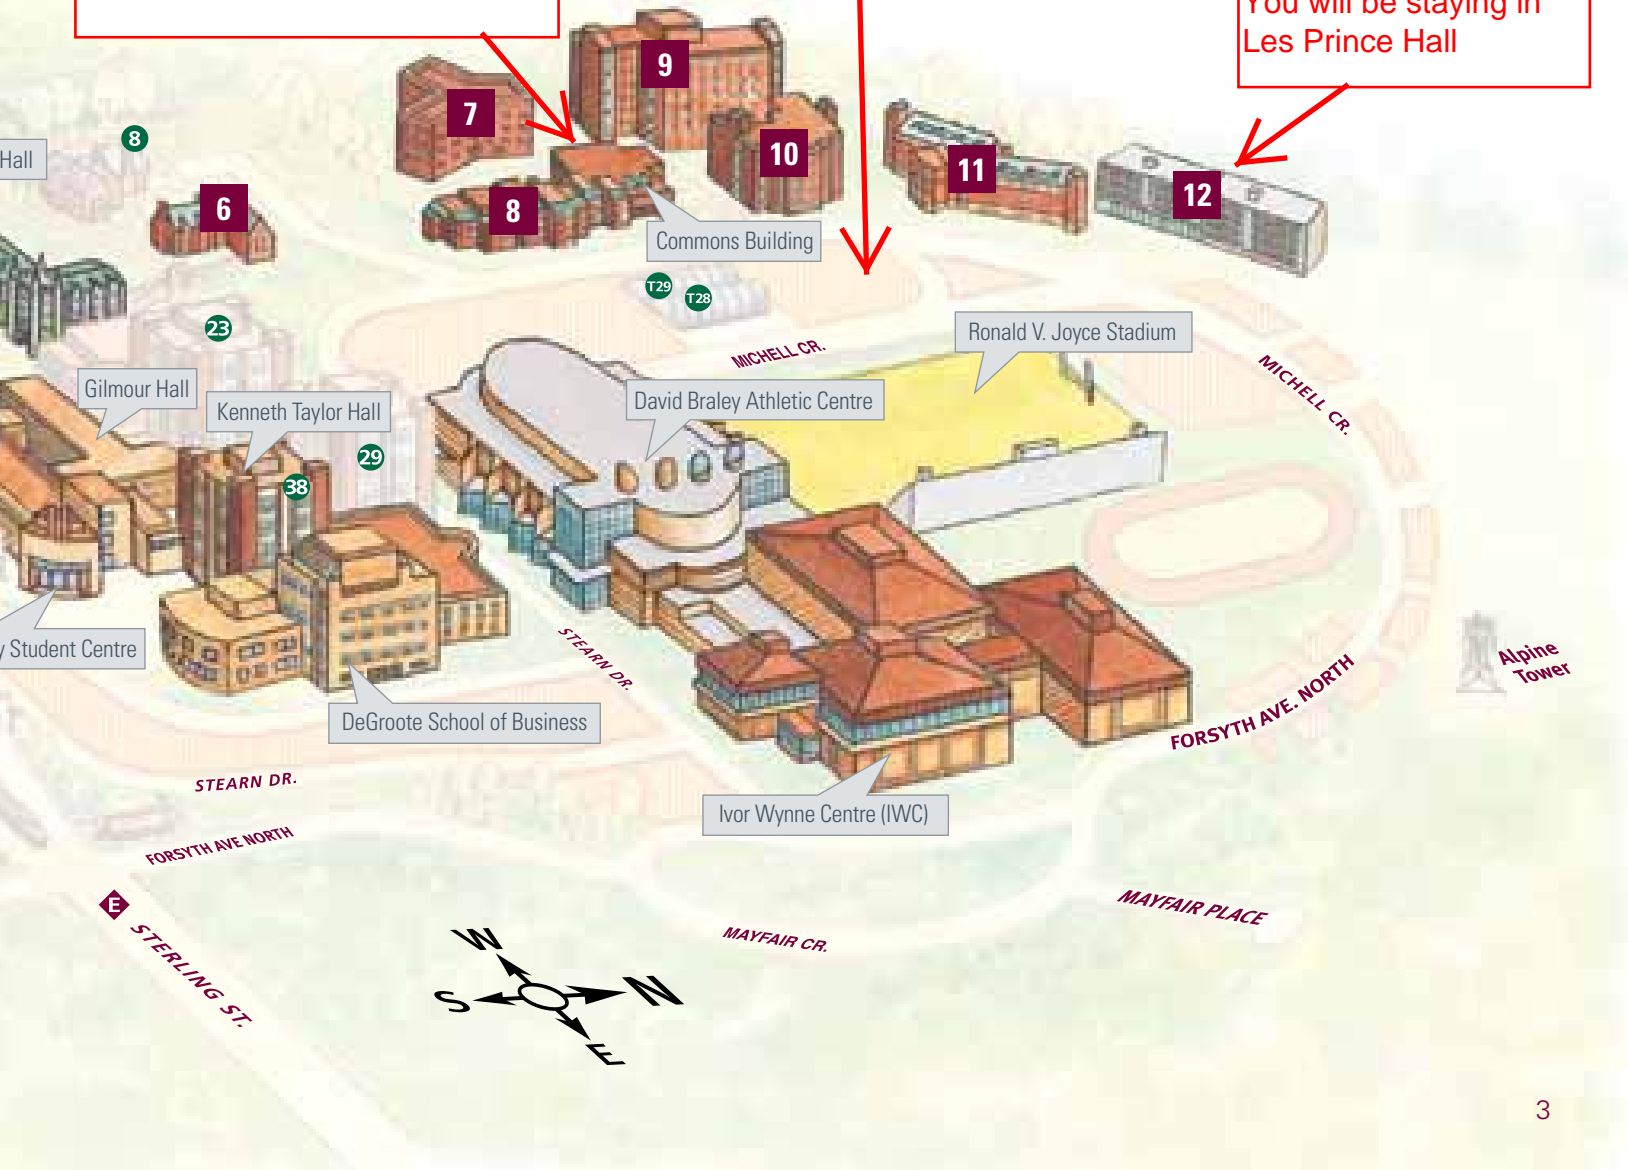 You will be staying in
Les Prince Hall
9
7
8
10
Hall
11
12
6
8
Commons Building
T29
T28
23
Ronald V. Joyce Stadium
MICHELL CR.
MICHELL CR.
Gilmour Hall
David Braley Athletic Centre
Kenneth Taylor Hall
29
38
STEARN DR.
y Student Centre
Alpine
Tower
FORSYTH AVE. NORTH
DeGroote School of Business
STEARN DR.
Ivor Wynne Centre (IWC)
FORSYTH AVE NORTH
E
STERLING ST.
MAYFAIR PLACE
MAYFAIR CR.
W
N
S
E
3